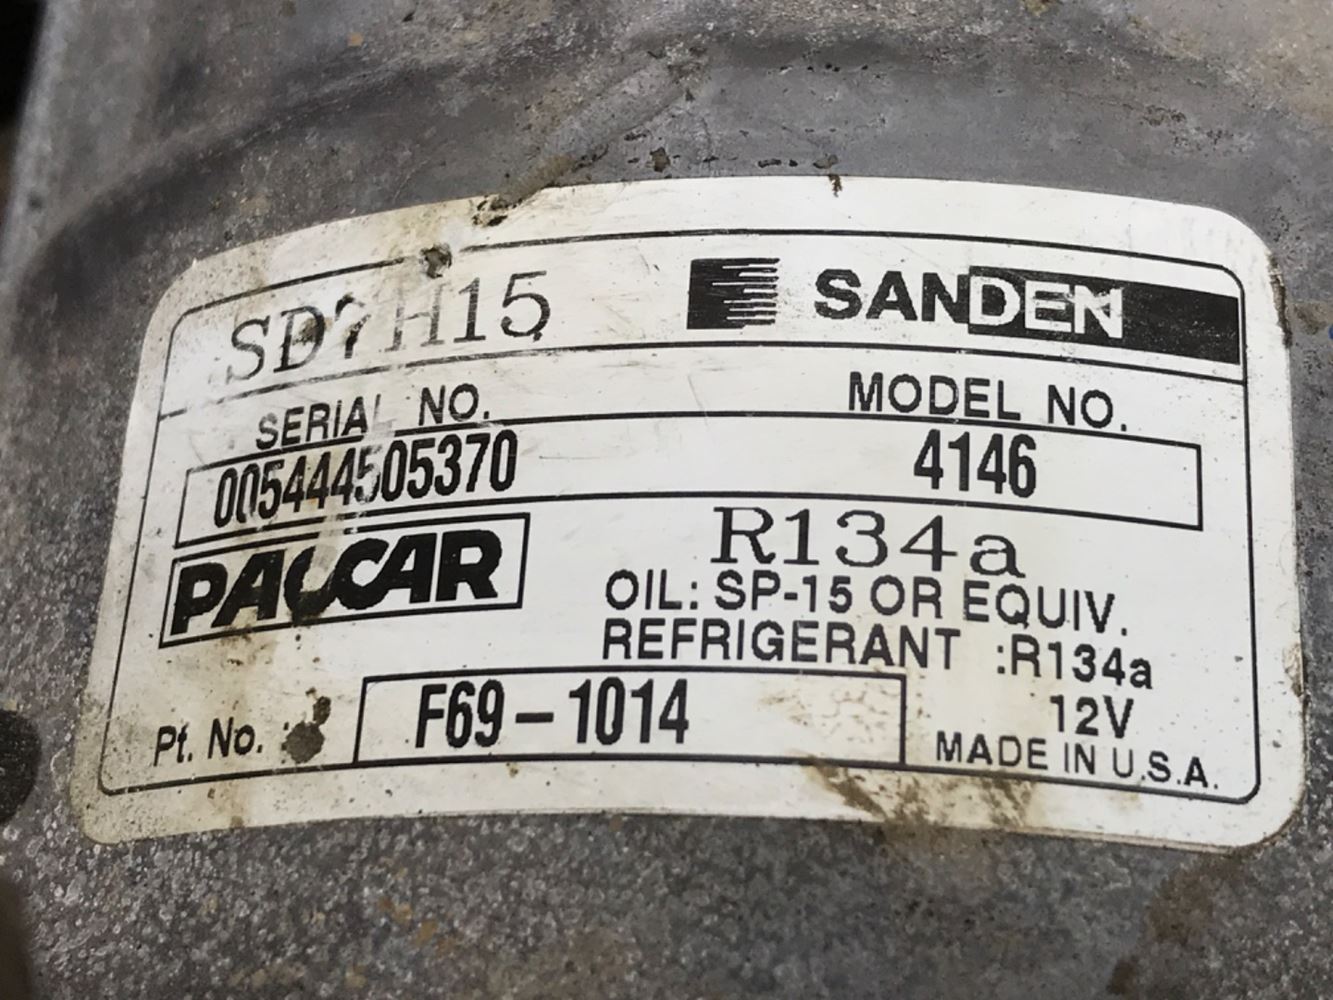 SD7H15 SANDEN
SERIAL NO. MODEL NO.
005444505370 4146
PACCAR R134a
OIL: SP-15 OR EQUIV.
REFRIGERANT :R134a
12V
Pt. No. : F69-1014
MADE IN U.S.A.